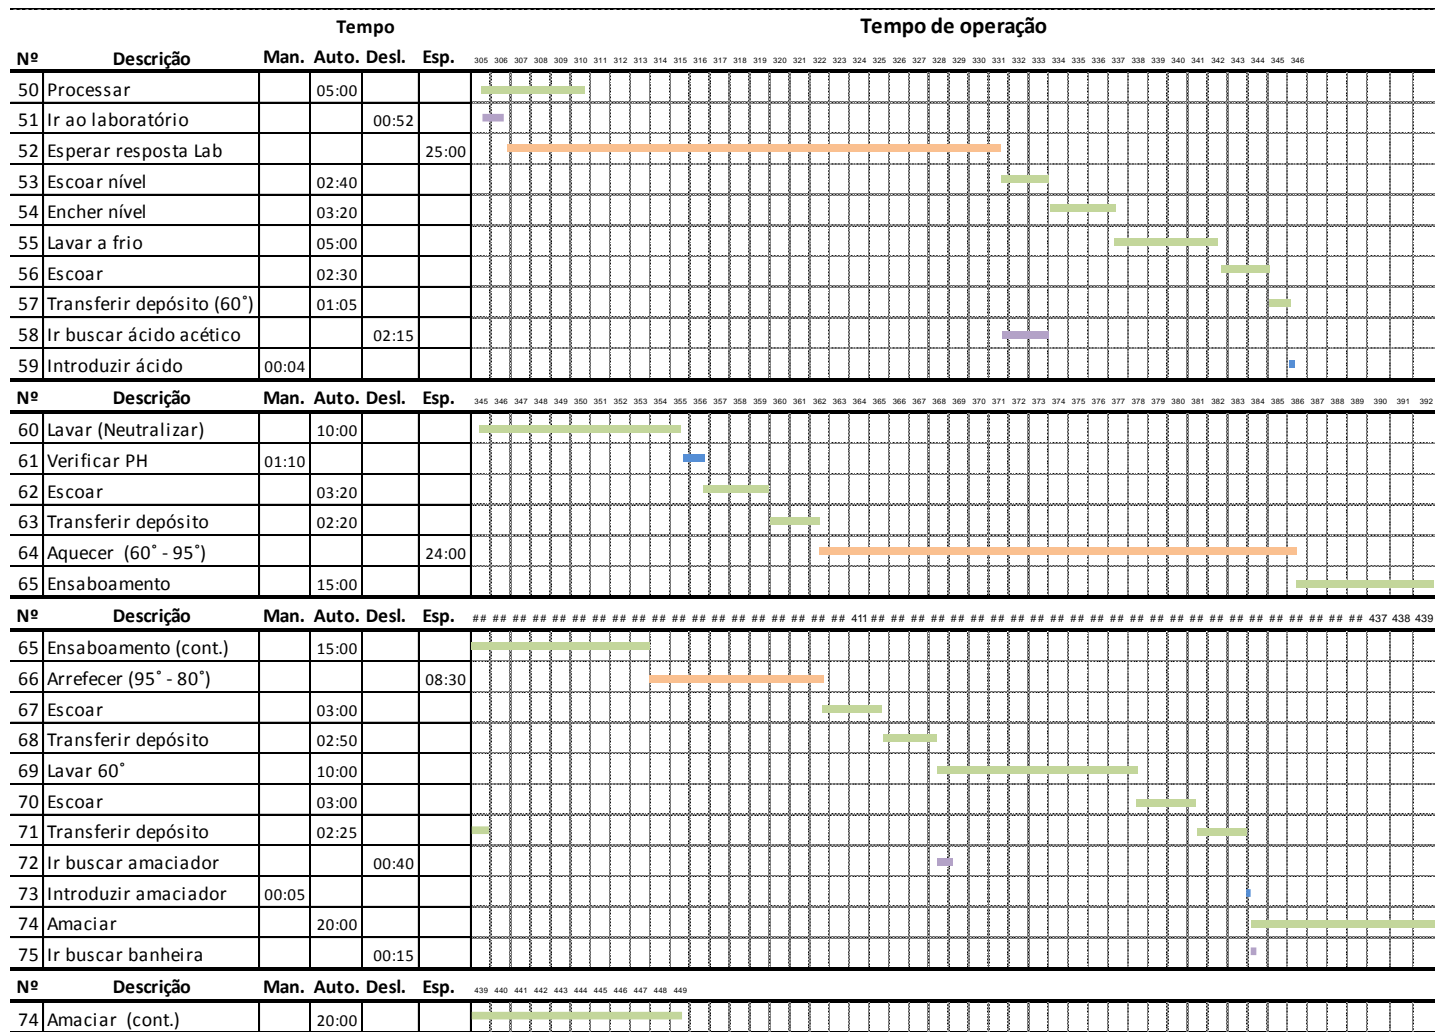 Tempo Tempo de operação
Nº Descrição Man. Auto. Desl. Esp. 305 306 307 308 309 310 311 312 313 314 315 316 317 318 319 320 321 322 323 324 325 326 327 328 329 330 331 332 333 334 335 336 337 338 339 340 341 342 343 344 345 346
50 Processar 05:00
51 Ir ao laboratório 00:52
52 Esperar resposta Lab 25:00
53 Escoar nível 02:40
54 Encher nível 03:20
55 Lavar a frio 05:00
56 Escoar 02:30
57 Transferir depósito (60˚) 01:05
58 Ir buscar ácido acético 02:15
59 Introduzir ácido 00:04
Nº Descrição Man. Auto. Desl. Esp. 345 346 347 348 349 350 351 352 353 354 355 356 357 358 359 360 361 362 363 364 365 366 367 368 369 370 371 372 373 374 375 376 377 378 379 380 381 382 383 384 385 386 387 388 389 390 391 392
60 Lavar (Neutralizar) 10:00
61 Verificar PH 01:10
62 Escoar 03:20
63 Transferir depósito 02:20
64 Aquecer (60˚ - 95˚) 24:00
65 Ensaboamento 15:00
Nº Descrição Man. Auto. Desl. Esp. ## ## ## ## ## ## ## ## ## ## ## ## ## ## ## ## ## ## ## 411 ## ## ## ## ## ## ## ## ## ## ## ## ## ## ## ## ## ## ## ## ## ## ## ## ## 437 438 439
65 Ensaboamento (cont.) 15:00
66 Arrefecer (95˚ - 80˚) 08:30
67 Escoar 03:00
68 Transferir depósito 02:50
69 Lavar 60˚ 10:00
70 Escoar 03:00
71 Transferir depósito 02:25
72 Ir buscar amaciador 00:40
73 Introduzir amaciador 00:05
74 Amaciar 20:00
75 Ir buscar banheira 00:15
Nº Descrição Man. Auto. Desl. Esp. 439 440 441 442 443 444 445 446 447 448 449
74 Amaciar (cont.) 20:00